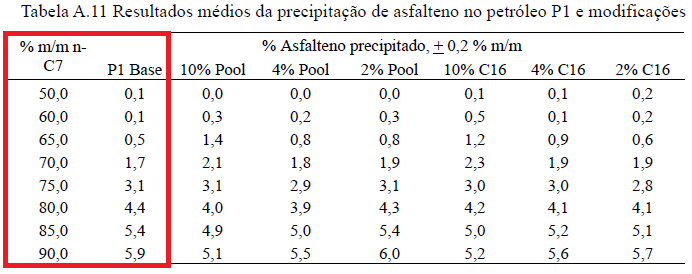 Tabela A.11 Resultados médios da precipitação de asfalteno no petróleo P1 e modificações
% m/m n-C7 P1 Base % Asfalteno precipitado, ± 0,2 % m/m
10% Pool 4% Pool 2% Pool 10% C16 4% C16 2% C16
50,0 0,1 0,0 0,0 0,0 0,1 0,1 0,2
60,0 0,1 0,3 0,2 0,3 0,5 0,1 0,2
65,0 0,5 1,4 0,8 0,8 1,2 0,9 0,6
70,0 1,7 2,1 1,8 1,9 2,3 1,9 1,9
75,0 3,1 3,1 2,9 3,1 3,0 3,0 2,8
80,0 4,4 4,0 3,9 4,3 4,2 4,1 4,1
85,0 5,4 4,9 5,0 5,4 5,0 5,2 5,1
90,0 5,9 5,1 5,5 6,0 5,2 5,6 5,7